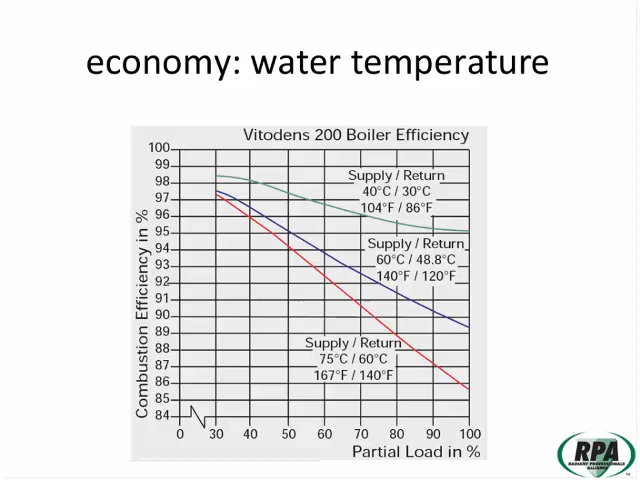 economy: water temperature
Vitodens 200 Boiler Efficiency
100
99
98
97
96
95
94
93
92
91
90
89
88
87
86
85
84
Combustion Efficiency in %
Supply / Return
40°C / 30°C
104°F / 86°F
Supply / Return
60°C / 48.8°C
140°F / 120°F
Supply / Return
75°C / 60°C
167°F / 140°F
0 30 40 50 60 70 80 90 100
Partial Load in %
RPA
RADIANT PROFESSIONALS
ALLIANCE